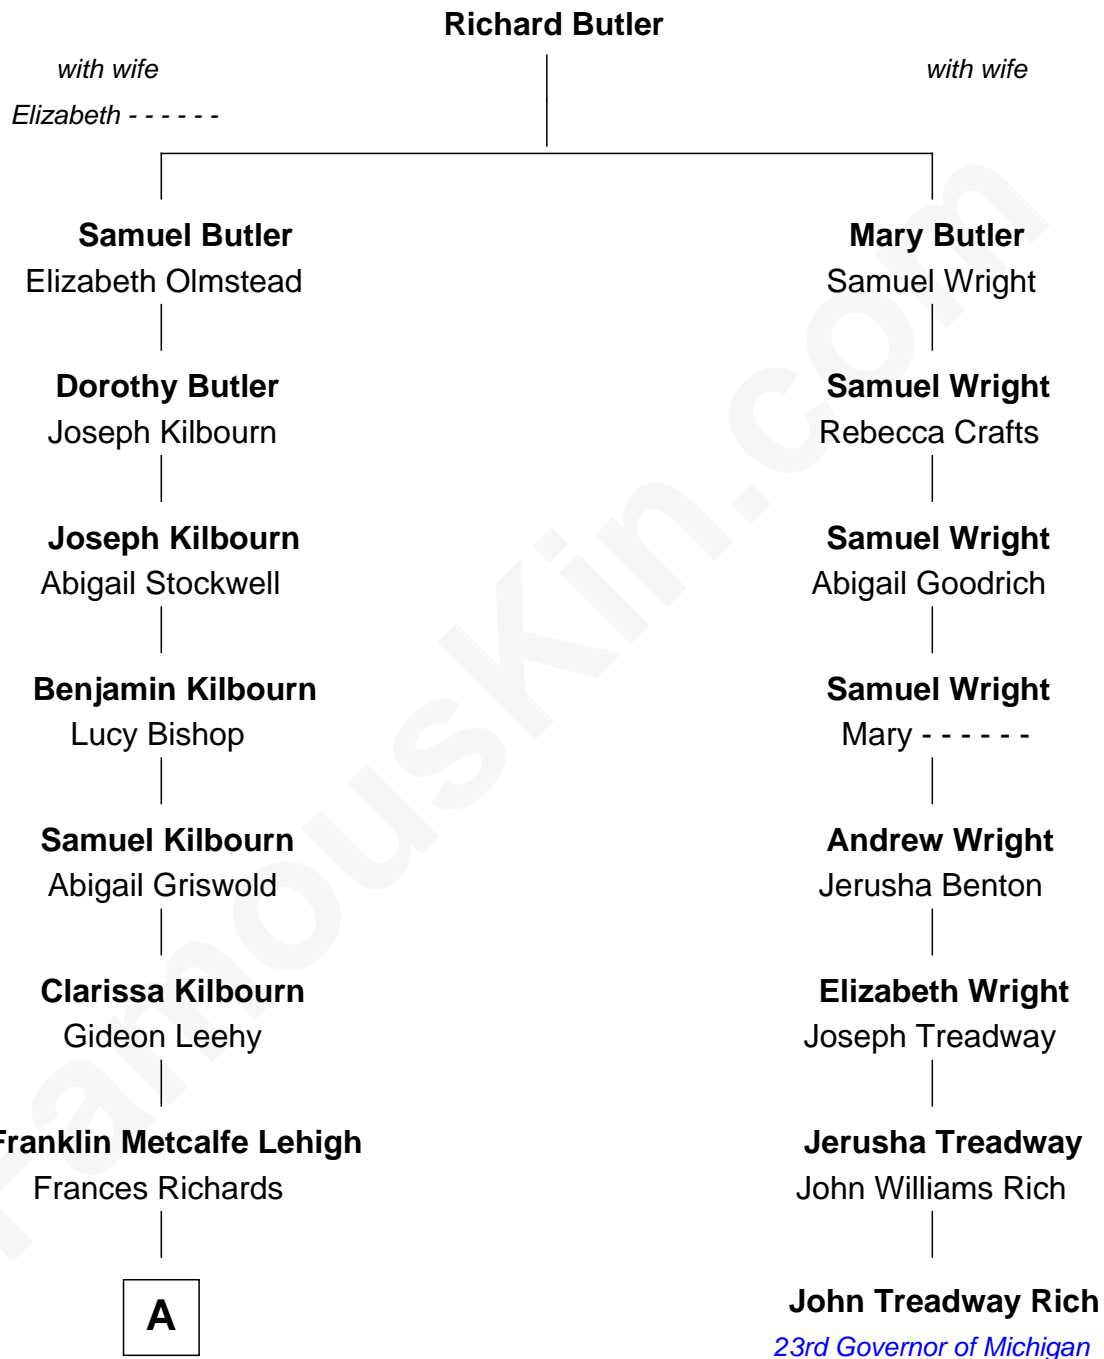 Richard Butler
with wife
with wife
Elizabeth - - - - - -
Samuel Butler
Mary Butler
Elizabeth Olmstead
Samuel Wright
Dorothy Butler
Samuel Wright
Joseph Kilbourn
Rebecca Crafts
Joseph Kilbourn
Samuel Wright
Abigail Stockwell
Abigail Goodrich
Benjamin Kilbourn
Samuel Wright
Lucy Bishop
Mary - - - - - -
Samuel Kilbourn
Andrew Wright
Abigail Griswold
Jerusha Benton
Clarissa Kilbourn
Elizabeth Wright
Gideon Leehy
Joseph Treadway
Franklin Metcalfe Lehigh
Jerusha Treadway
Frances Richards
John Williams Rich
A
John Treadway Rich
23rd Governor of Michigan
FamousKin.com